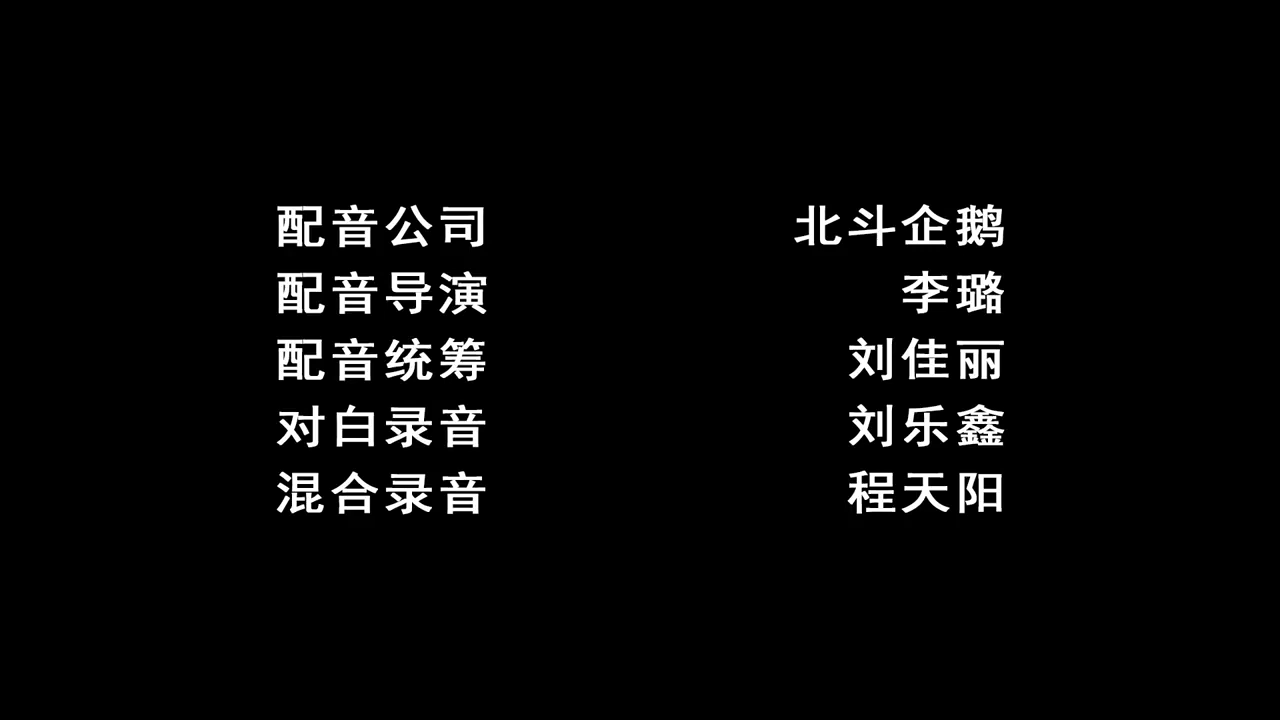 配音公司 北斗企鹅
配音导演 李璐
配音统筹 刘佳丽
对白录音 刘乐鑫
混合录音 程天阳